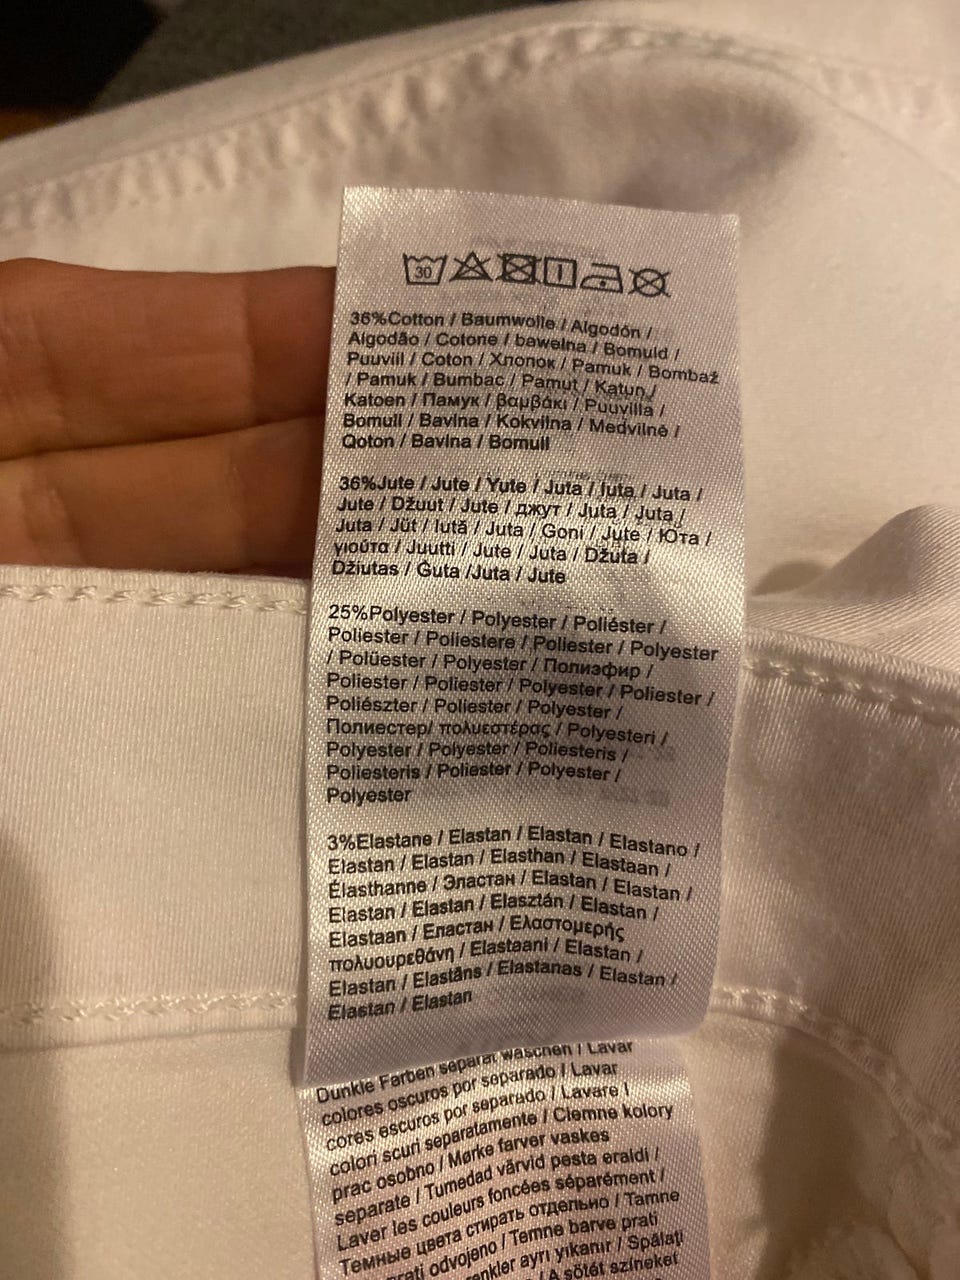 30
36%Cotton / Baumwolle / Algodón /
Algodão / Cotone / bawełna / Bomuld /
Puuvill / Coton / Хлопок / Pamuk / Bombaž
/ Pamuk / Bumbac / Pamut / Katun /
Katoen / Памук / βαμβάκι / Puuvilla /
Bomull / Bavlna / Kokvilna / Medvilnė /
Qoton / Bavlna / Bomull
36%Jute / Jute / Yute / Juta / Iuta / Juta /
Jute / Džuut / Jute / джут / Juta / Juta /
Juta / Jüt / Iută / Juta / Goni / Jute / Юта /
γιούτα / Juutti / Jute / Juta / Džuta /
Džiutas / Ġuta /Juta / Jute
25%Polyester / Polyester / Poliéster /
Poliester / Poliestere / Poliester / Polyester
/ Polüester / Polyester / Полиэфир /
Poliester / Poliester / Polyester / Poliester /
Poliészter / Poliester / Polyester /
Полиестер/ πολυεστέρας / Polyesteri /
Polyester / Polyester / Poliesteris /
Poliesteris / Poliester / Polyester /
Polyester
3%Elastane / Elastan / Elastan / Elastano /
Elastan / Elastan / Elasthan / Elastaan /
Élasthanne / Эластан / Elastan / Elastan /
Elastan / Elastan / Elasztán / Elastan /
Elastaan / Еластан / Ελαστομερής
πολυουρεθάνη / Elastaani / Elastan /
Elastan / Elastāns / Elastanas / Elastan /
Elastan / Elastan
Dunkle Farben separat waschen / Lavar
colores oscuros por separado / Lavar
cores escuros por separado / Lavare i
colori scuri separatamente / Ciemne kolory
prac osobno / Mørke farver vaskes
separate / Tumedad värvid pesta eraldi /
Laver les couleurs foncées séparément /
Темные цвета стирать отдельно / Tamne
prati odvojeno / Temne barve prati
renkler ayrı yıkanır / Spălați
/ A sötét színeket